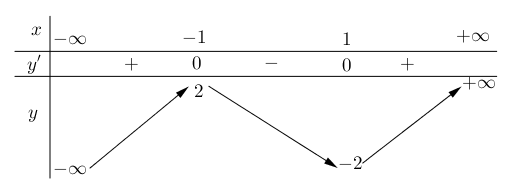 x −∞ −1 1 +∞
y′ + 0 − 0 +
2 +∞
y
−∞ −2